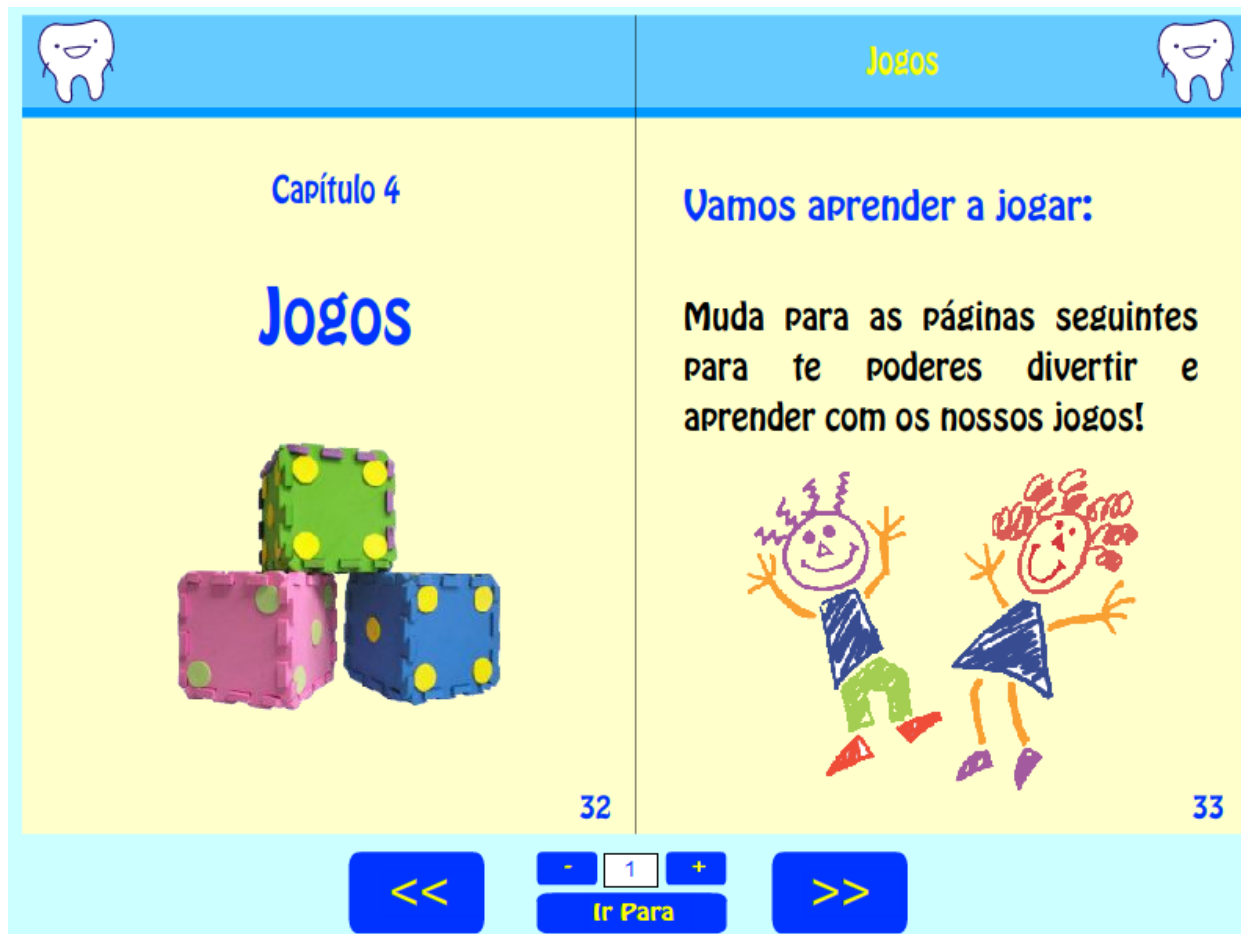 Jogos
Capítulo 4
Jogos
32
Vamos aprender a jogar:
Muda para as páginas seguintes
para te poderes divertir e
aprender com os nossos jogos!
33
<<
-
1
+
Ir Para
>>